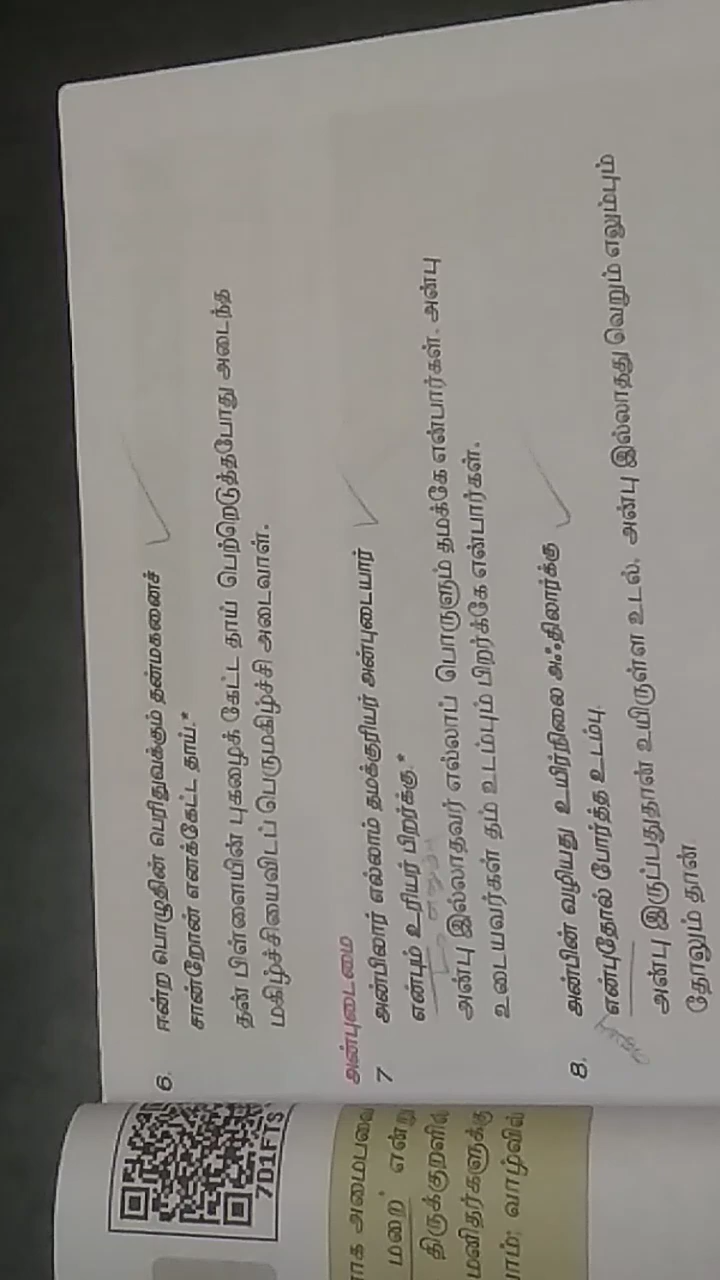 6. ஈன்ற பொழுதின் பெரிதுவக்கும் தன்மகனைச்
சான்றோன் எனக்கேட்ட தாய்.*
தன் பிள்ளையின் புகழைக் கேட்ட தாய் பெற்றெடுத்தபோது அடைந்த
மகிழ்ச்சியைவிடப் பெருமகிழ்ச்சி அடைவாள்.
அன்புடைமை
7 அன்பிலார் எல்லாம் தமக்குரியர் அன்புடையார்
என்பும் உரியர் பிறர்க்கு.*
அன்பு இல்லாதவர் எல்லாப் பொருளும் தமக்கே என்பார்கள். அன்பு
உடையவர்கள் தம் உடம்பும் பிறர்க்கே என்பார்கள்.
8. அன்பின் வழியது உயிர்நிலை அஃதிலார்க்கு
என்புதோல் போர்த்த உடம்பு.
அன்பு இருப்பதுதான் உயிருள்ள உடல். அன்பு இல்லாதது வெறும் எலும்பும்
தோலும் தான்
7D1FTS
ராக அமைபவை
மறை' என்று
திருக்குறளில்
மனிதர்களுக்கு
ாம்; வாழ்வில்